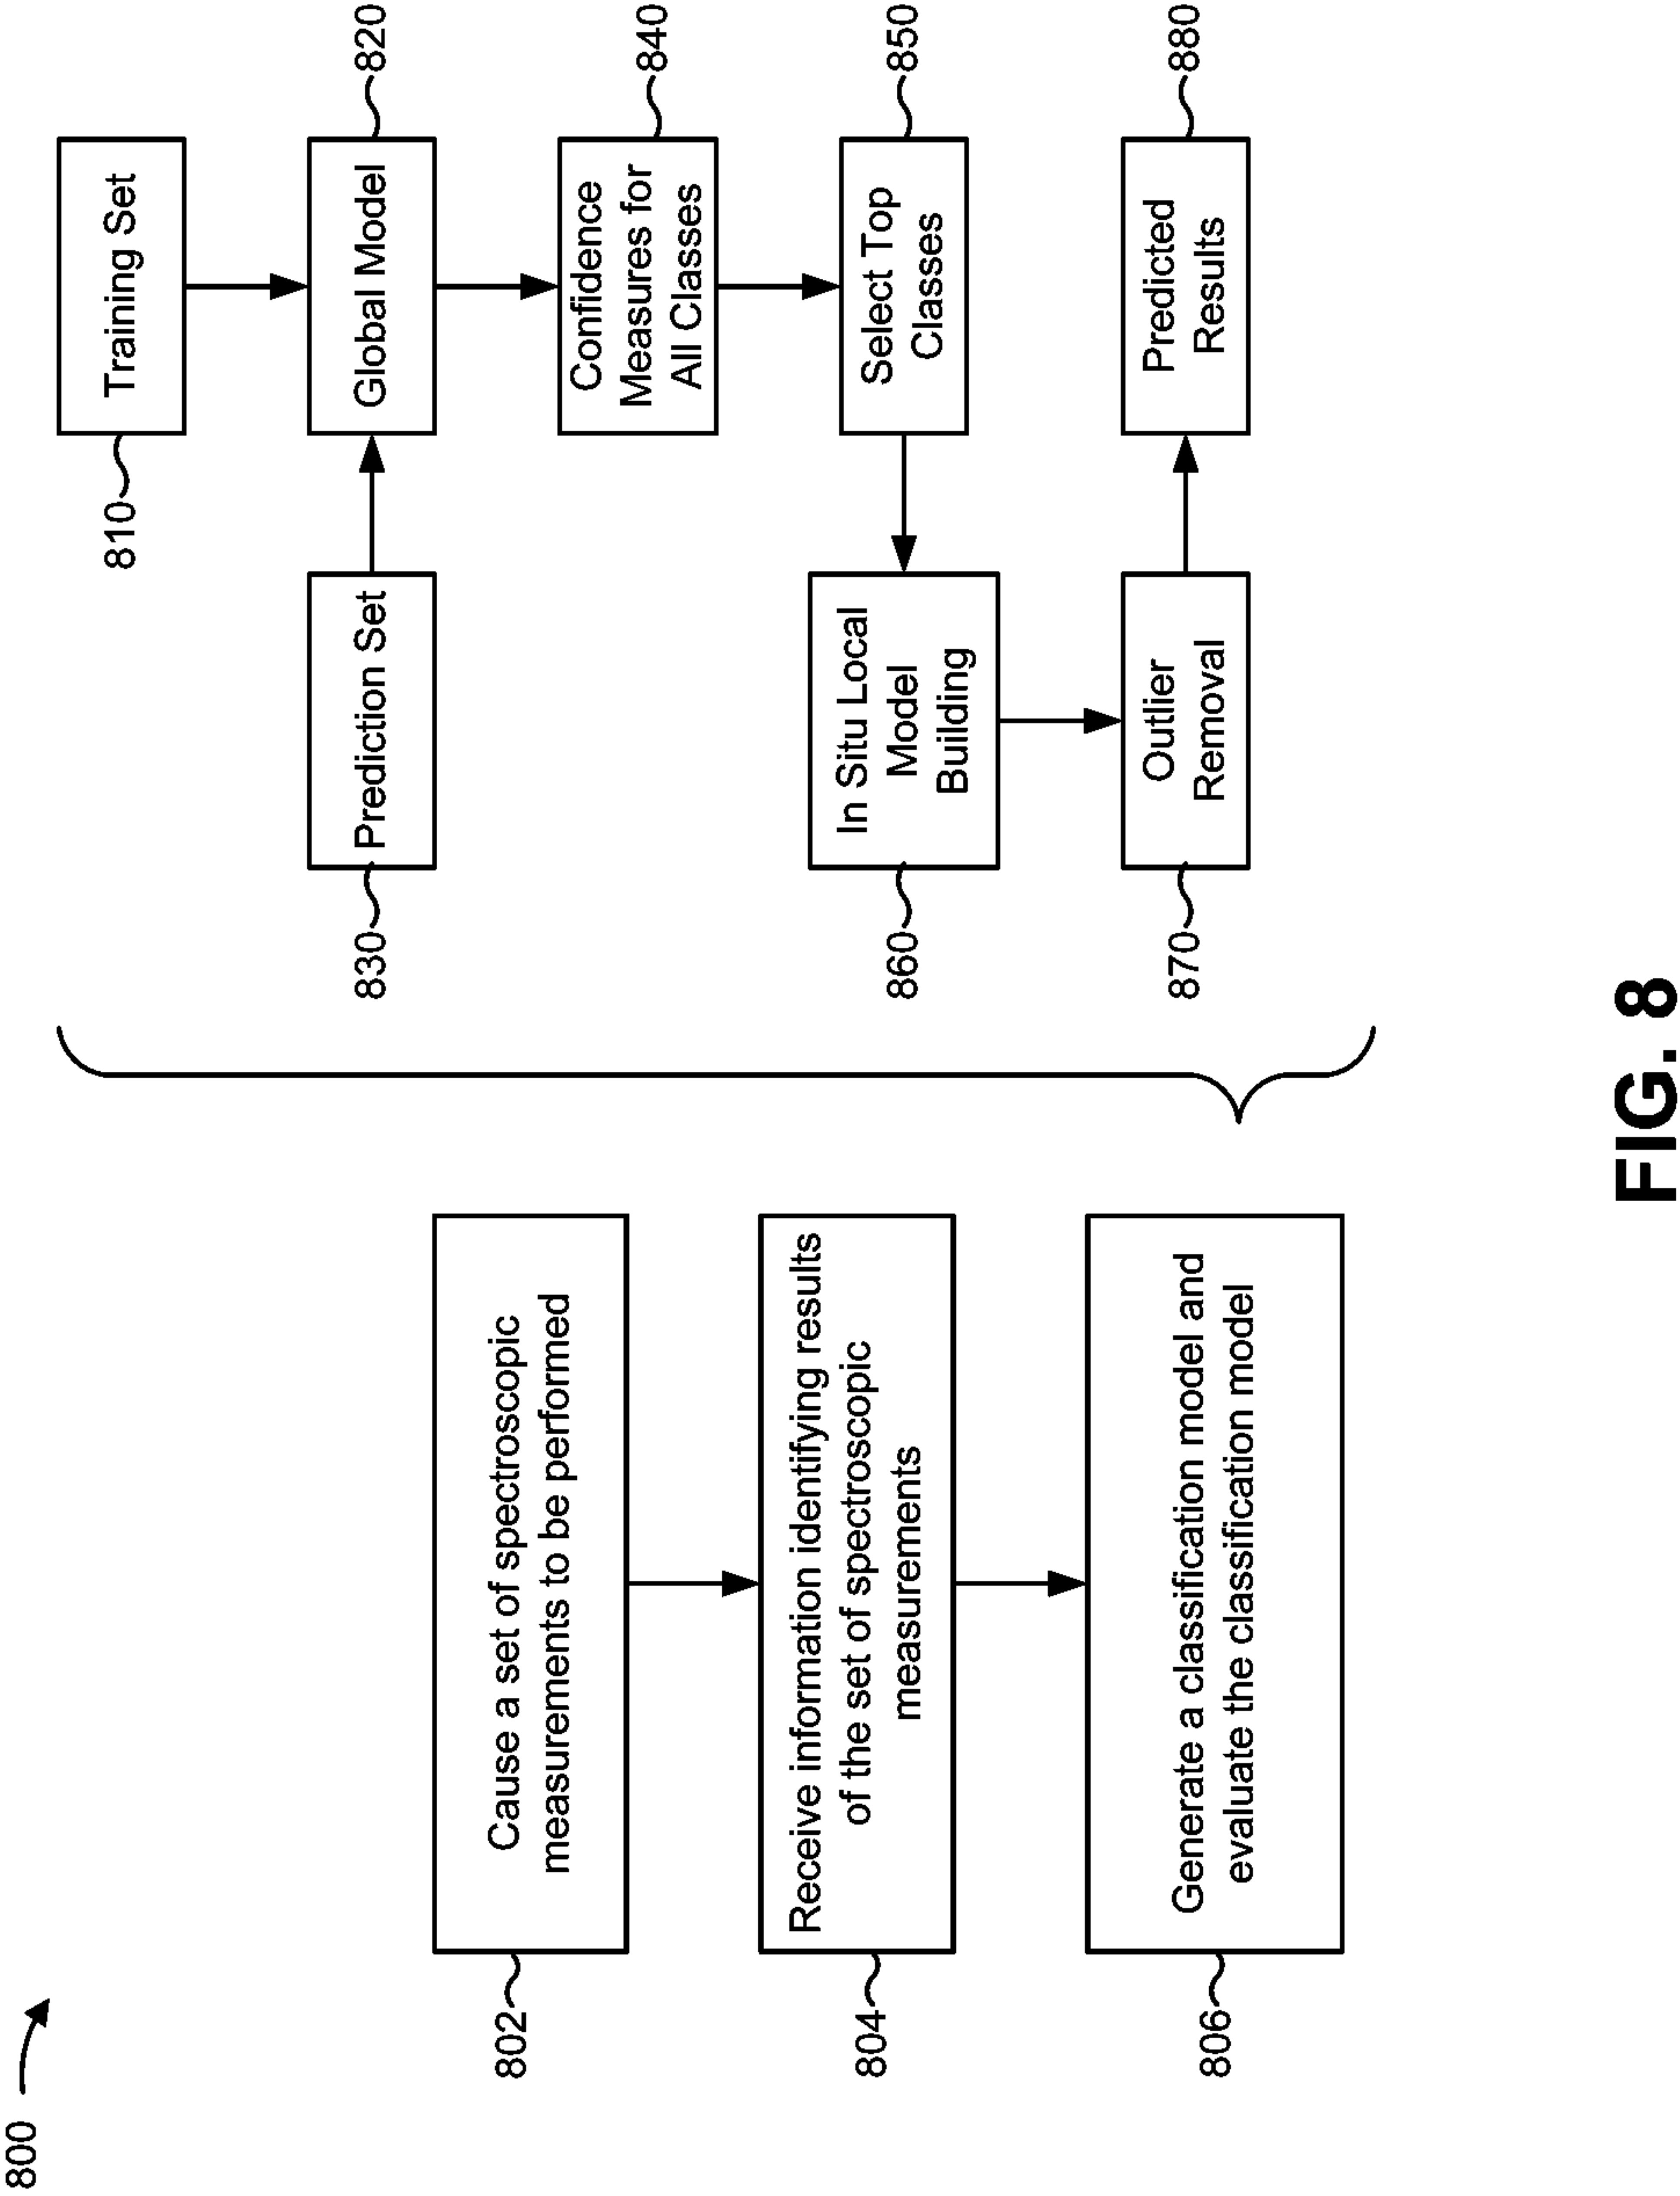 800
802
Cause a set of spectroscopic
measurements to be performed
804
Receive information identifying results
of the set of spectroscopic
measurements
806
Generate a classification model and
evaluate the classification model
810
Training Set
830
Prediction Set
Global Model
820
Confidence
Measures for
All Classes
840
Select Top
Classes
850
860
In Situ Local
Model
Building
870
Outlier
Removal
Predicted
Results
880
FIG. 8